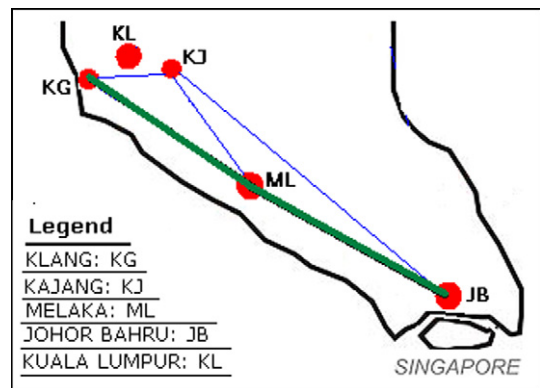 KL
KJ
KG
ML
JB
Legend
KLANG: KG
KAJANG: KJ
MELAKA: ML
JOHOR BAHRU: JB
KUALA LUMPUR: KL
SINGAPORE